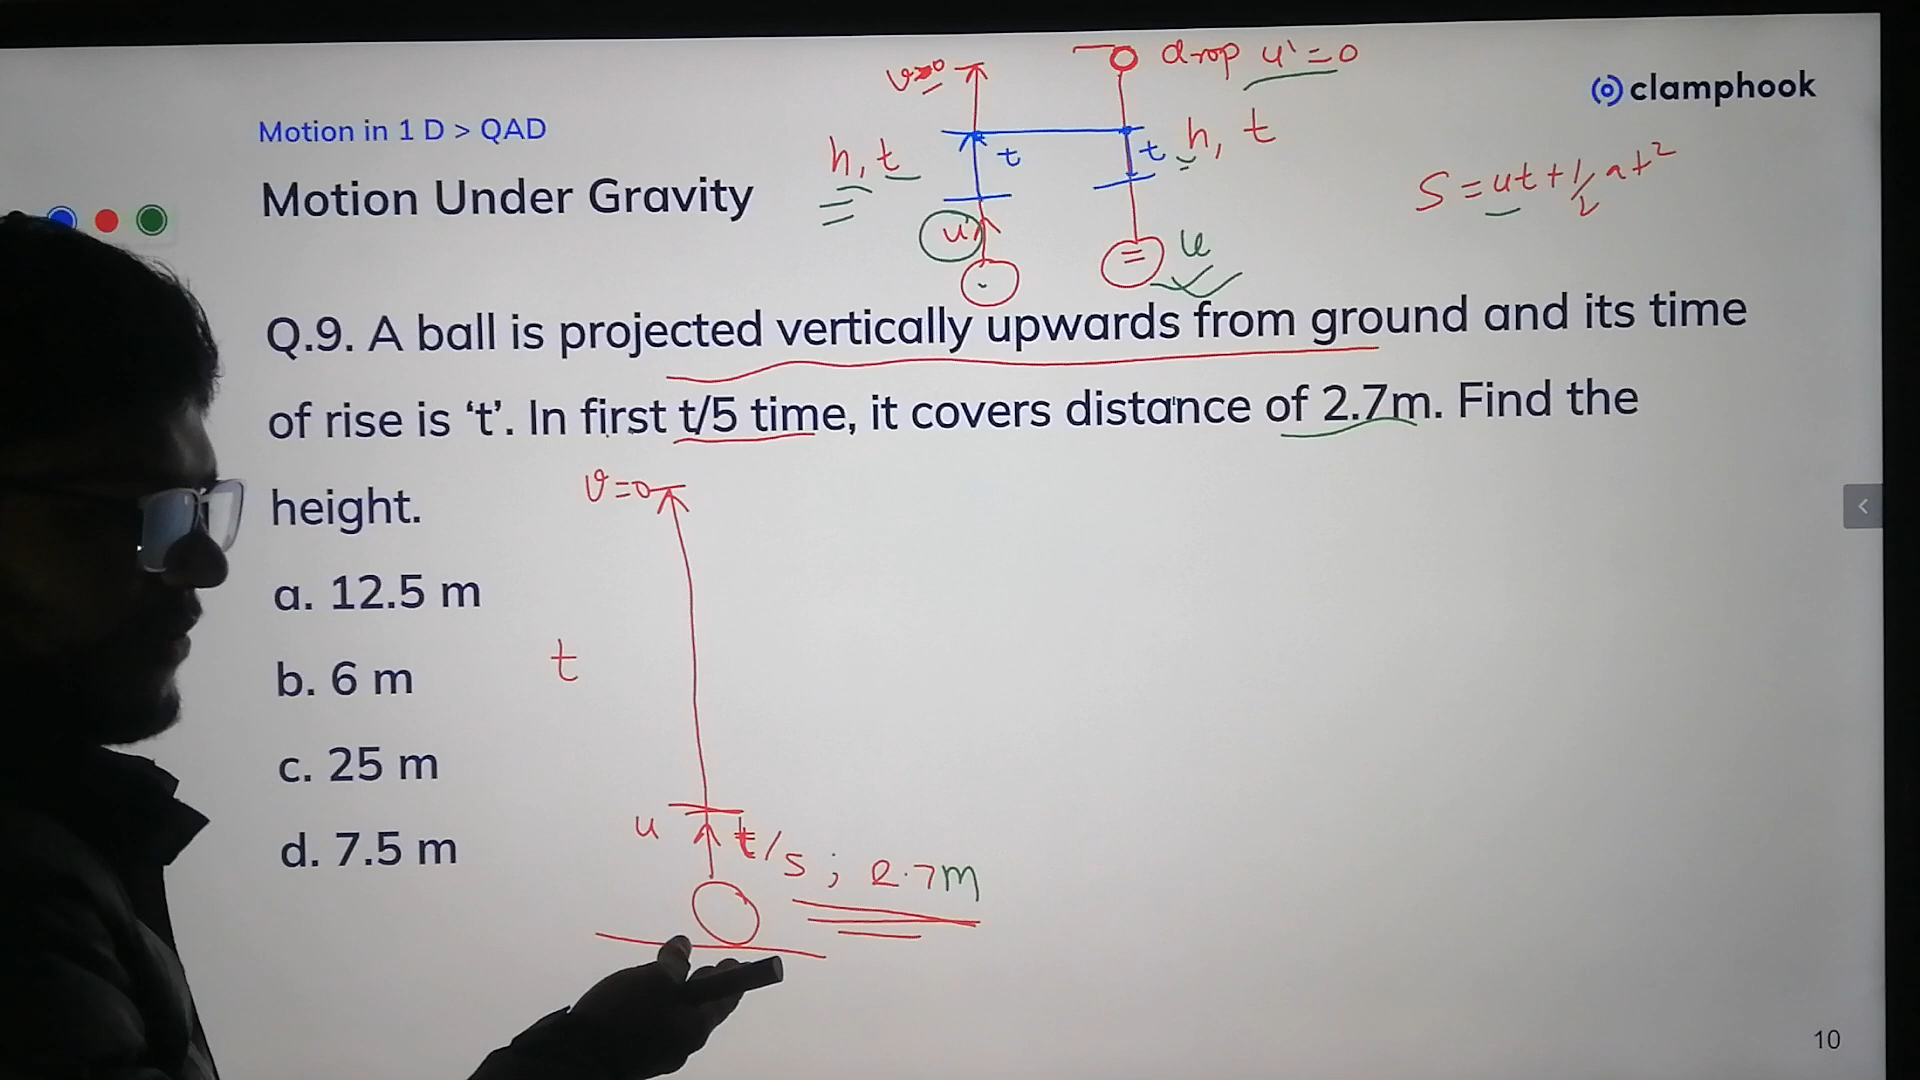 v=0
drop u'=0
clamphook
Motion in 1 D > QAD
h, t
t
t
h, t
S = ut + 1/2 at²
Motion Under Gravity
u
u
Q.9. A ball is projected vertically upwards from ground and its time
of rise is ‘t’. In first t/5 time, it covers distance of 2.7m. Find the
height.
v=0
a. 12.5 m
b. 6 m
t
c. 25 m
u
t/5 ; 2.7m
d. 7.5 m
10